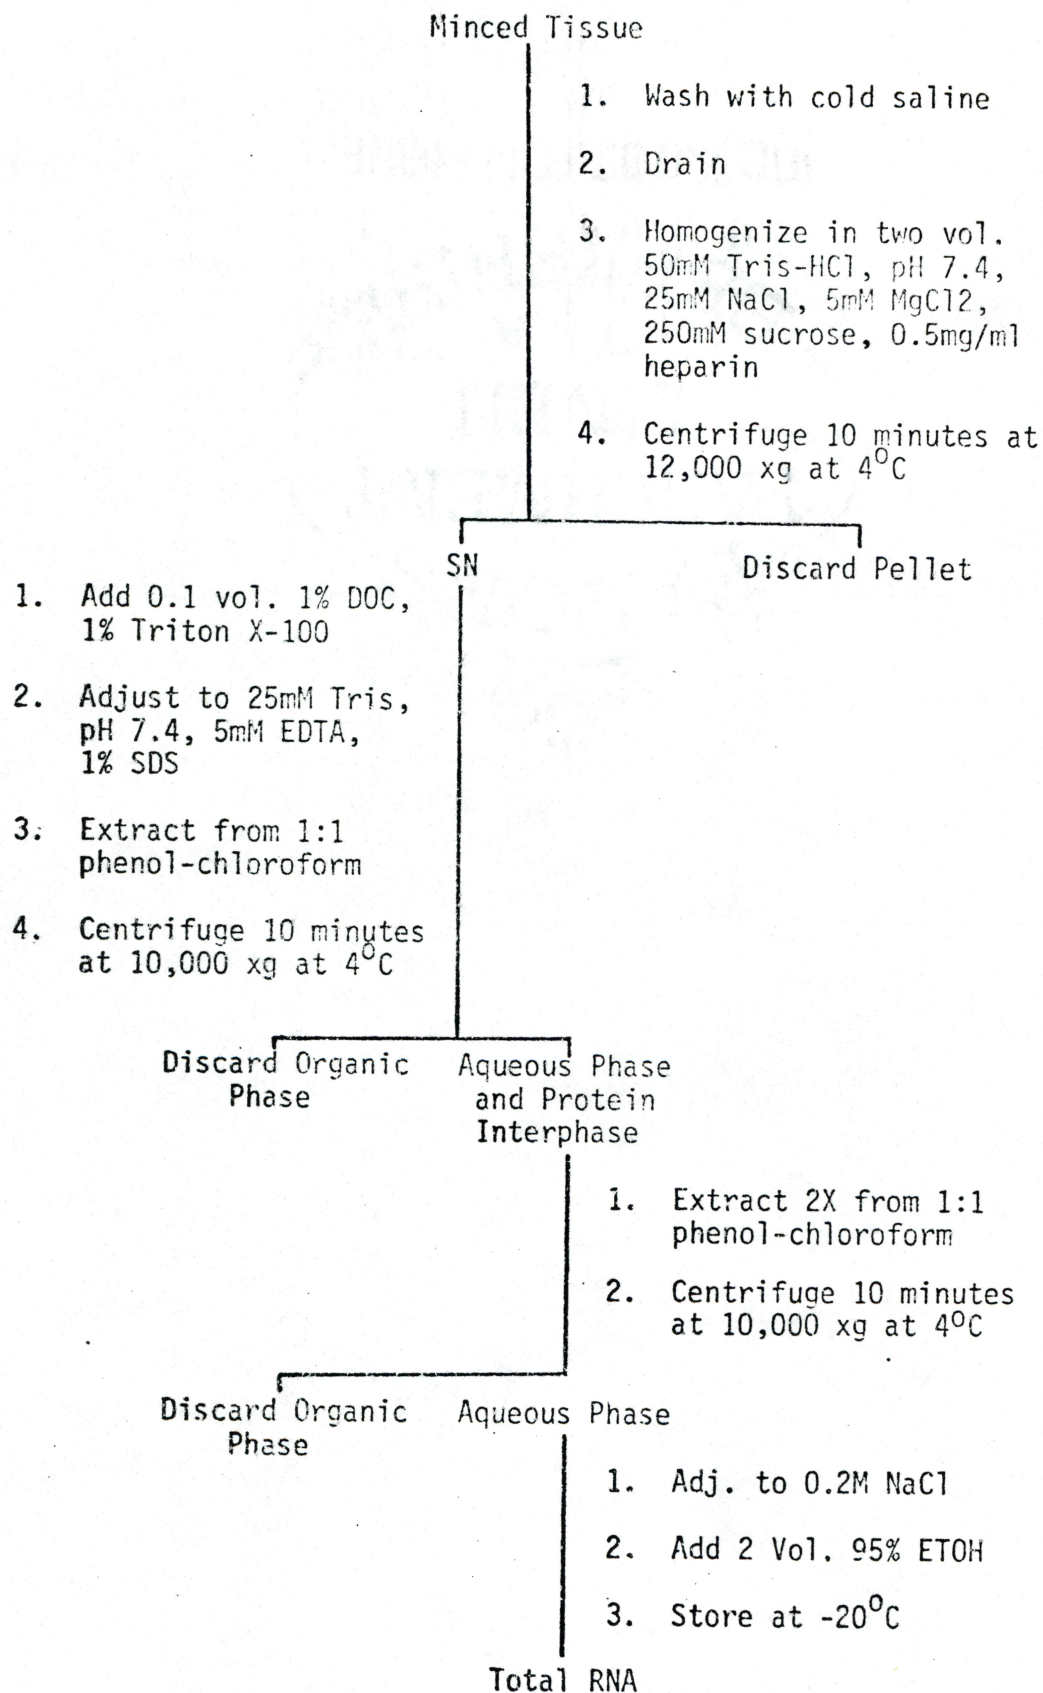 Minced Tissue
1. Wash with cold saline
2. Drain
3. Homogenize in two vol.
50mM Tris-HCl, pH 7.4,
25mM NaCl, 5mM MgCl2,
250mM sucrose, 0.5mg/ml
heparin
4. Centrifuge 10 minutes at
12,000 xg at 4°C
SN
Discard Pellet
1. Add 0.1 vol. 1% DOC,
1% Triton X-100
2. Adjust to 25mM Tris,
pH 7.4, 5mM EDTA,
1% SDS
3. Extract from 1:1
phenol-chloroform
4. Centrifuge 10 minutes
at 10,000 xg at 4°C
Discard Organic
Phase
Aqueous Phase
and Protein
Interphase
1. Extract 2X from 1:1
phenol-chloroform
2. Centrifuge 10 minutes
at 10,000 xg at 4°C
Discard Organic
Phase
Aqueous Phase
1. Adj. to 0.2M NaCl
2. Add 2 Vol. 95% ETOH
3. Store at -20°C
Total RNA